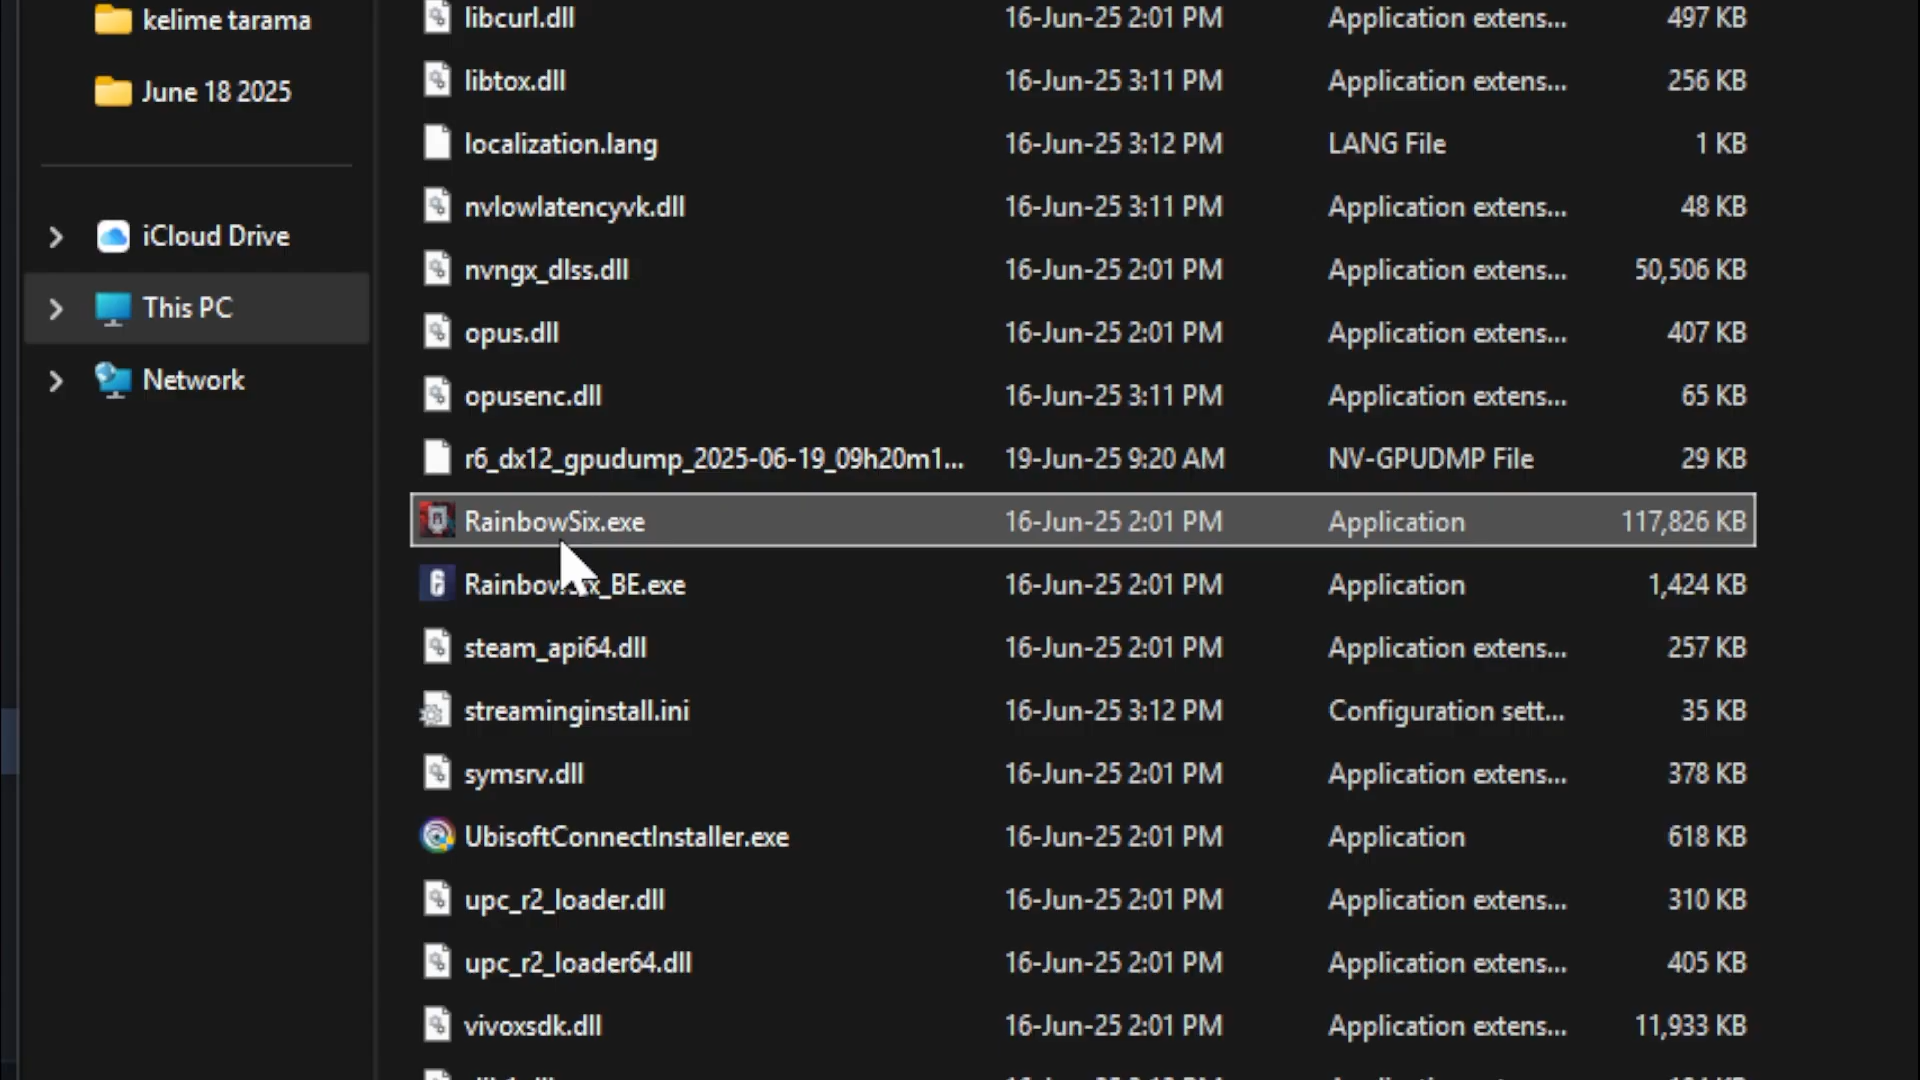 kelime tarama
June 18 2025
iCloud Drive
This PC
Network
libcurl.dll 16-Jun-25 2:01 PM Application extens... 497 KB
libtox.dll 16-Jun-25 3:11 PM Application extens... 256 KB
localization.lang 16-Jun-25 3:12 PM LANG File 1 KB
nvlowlatencyvk.dll 16-Jun-25 3:11 PM Application extens... 48 KB
nvngx_dlss.dll 16-Jun-25 2:01 PM Application extens... 50,506 KB
opus.dll 16-Jun-25 2:01 PM Application extens... 407 KB
opusenc.dll 16-Jun-25 3:11 PM Application extens... 65 KB
r6_dx12_gpudump_2025-06-19_09h20m1... 19-Jun-25 9:20 AM NV-GPUDMP File 29 KB
RainbowSix.exe 16-Jun-25 2:01 PM Application 117,826 KB
RainbowSix_BE.exe 16-Jun-25 2:01 PM Application 1,424 KB
steam_api64.dll 16-Jun-25 2:01 PM Application extens... 257 KB
streaminginstall.ini 16-Jun-25 3:12 PM Configuration sett... 35 KB
symsrv.dll 16-Jun-25 2:01 PM Application extens... 378 KB
UbisoftConnectInstaller.exe 16-Jun-25 2:01 PM Application 618 KB
upc_r2_loader.dll 16-Jun-25 2:01 PM Application extens... 310 KB
upc_r2_loader64.dll 16-Jun-25 2:01 PM Application extens... 405 KB
vivoxsdk.dll 16-Jun-25 2:01 PM Application extens... 11,933 KB